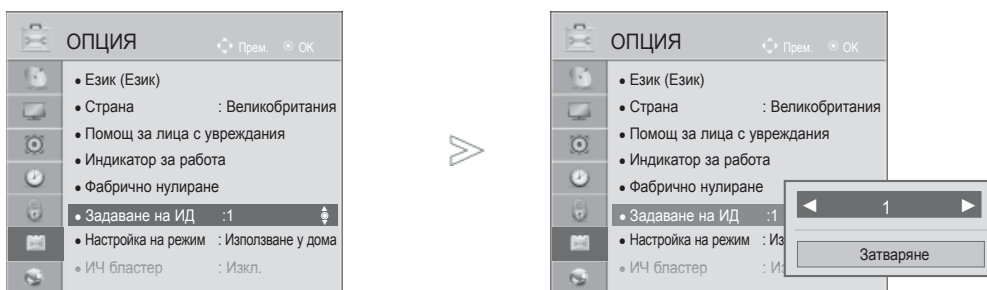 ОПЦИЯ
Прем. OK
• Език (Език)
• Страна : Великобритания
• Помощ за лица с увреждания
• Индикатор за работа
• Фабрично нулиране
• Задаване на ИД :1
• Настройка на режим : Използване у дома
• ИЧ бластер : Изкл.
ОПЦИЯ
Прем. OK
• Език (Език)
• Страна : Великобритания
• Помощ за лица с увреждания
• Индикатор за работа
• Фабрично нулиране
• Задаване на ИД :1
• Настройка на режим : Из
• ИЧ бластер : Из
◄ 1 ►
Затваряне